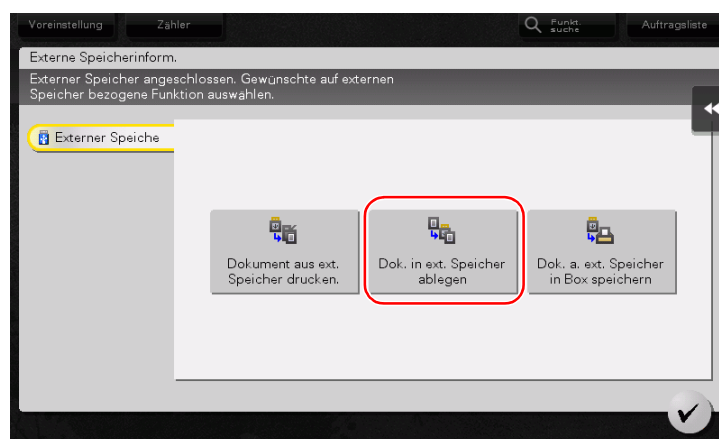 Voreinstellung
Zähler
Funkt.
suche
Auftragsliste
Externe Speicherinform.
Externer Speicher angeschlossen. Gewünschte auf externen
Speicher bezogene Funktion auswählen.
Externer Speiche
Dokument aus ext.
Speicher drucken.
Dok. in ext. Speicher
ablegen
Dok. a. ext. Speicher
in Box speichern